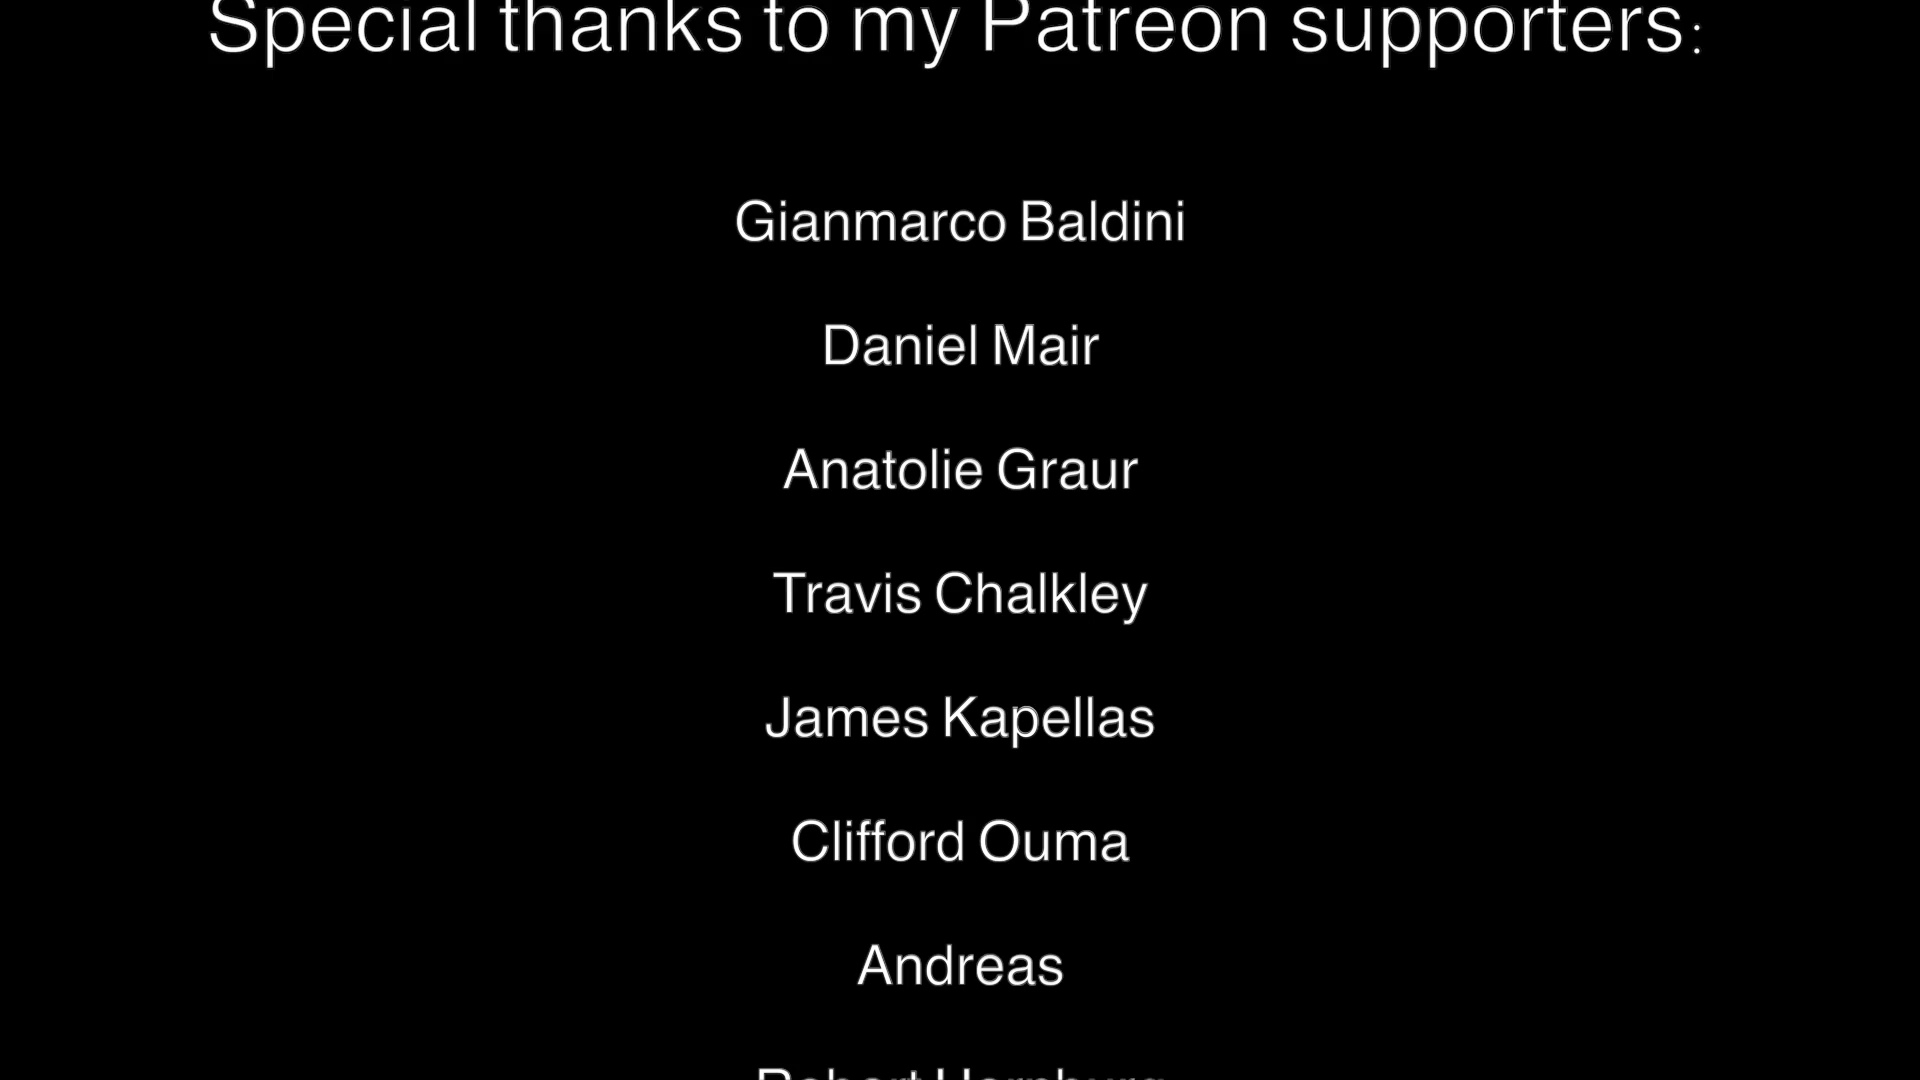 Special thanks to my Patreon supporters:
Gianmarco Baldini
Daniel Mair
Anatolie Graur
Travis Chalkley
James Kapellas
Clifford Ouma
Andreas
Robert